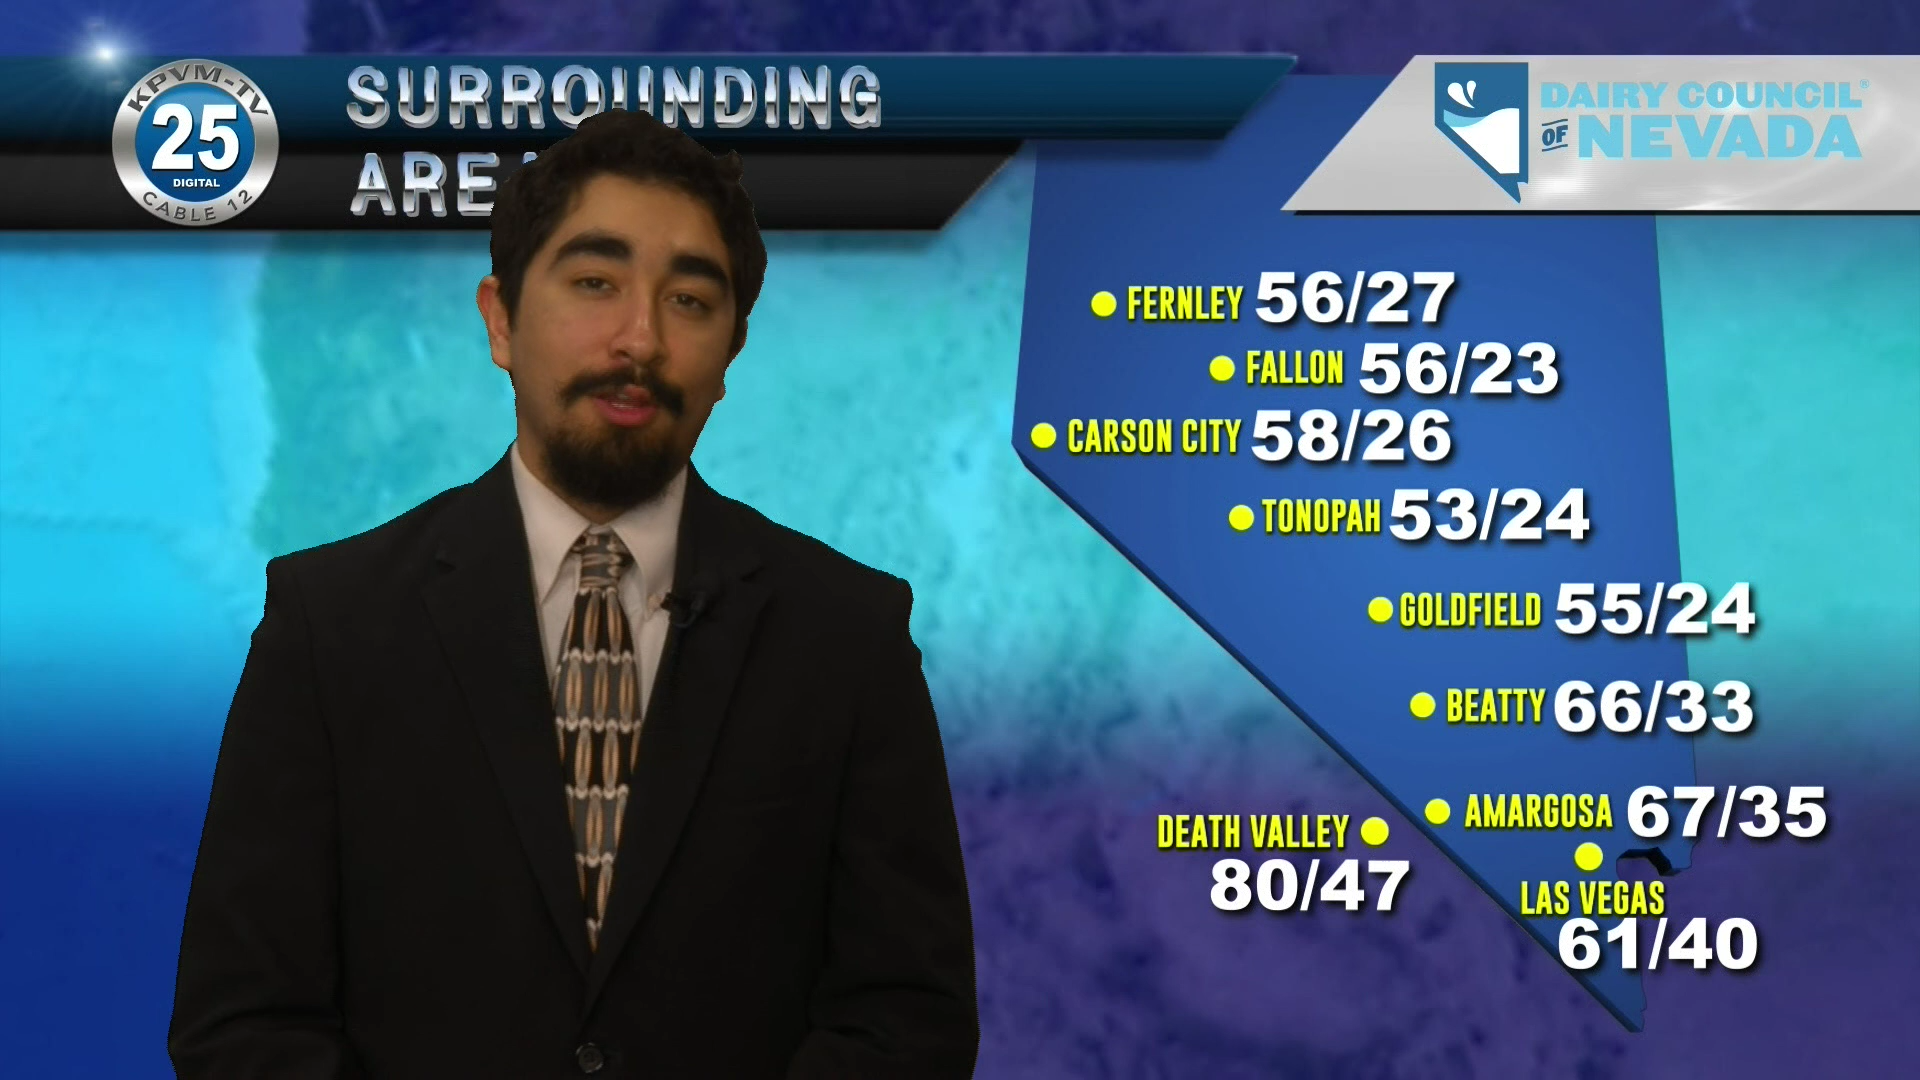 KPVM-TV
25
DIGITAL
CABLE 12
SURROUNDING
DAIRY COUNCIL®
OF NEVADA
FERNLEY 56/27
FALLON 56/23
CARSON CITY 58/26
TONOPAH 53/24
GOLDFIELD 55/24
BEATTY 66/33
AMARGOSA 67/35
DEATH VALLEY
80/47
LAS VEGAS
61/40